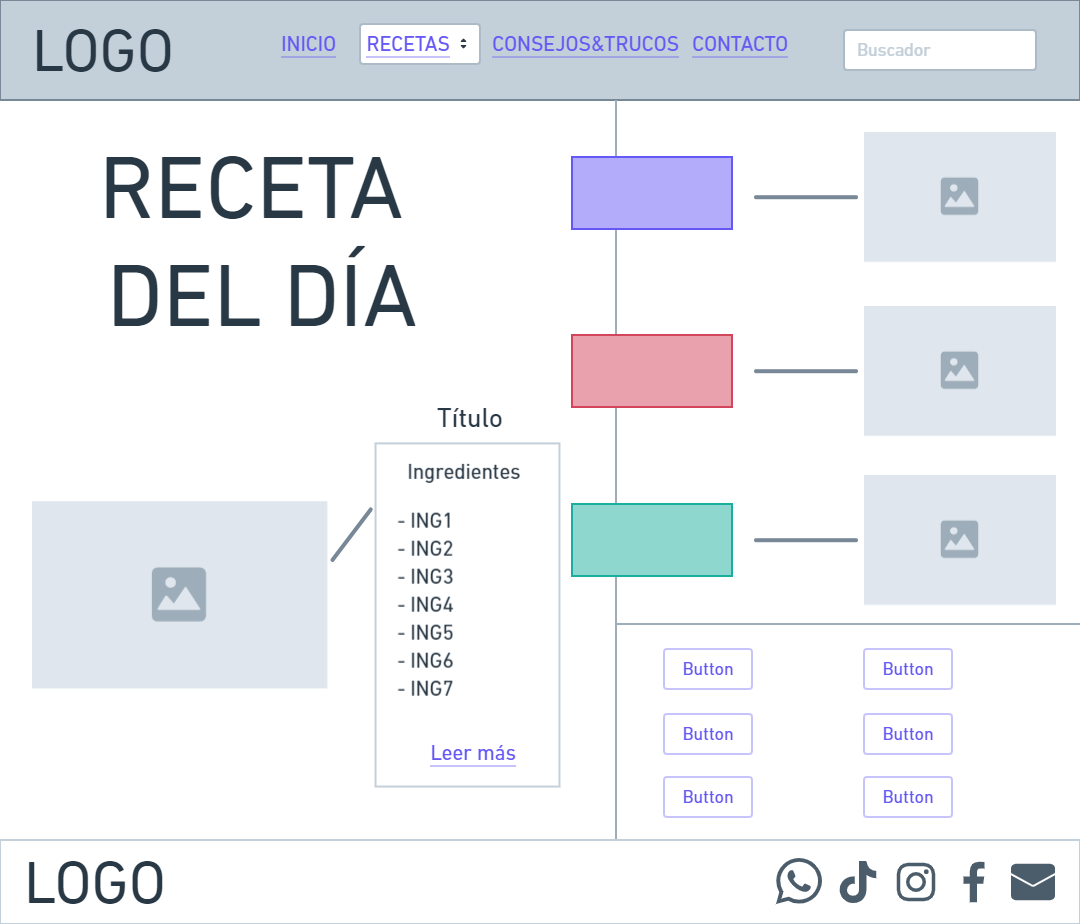 LOGO
INICIO
RECETAS
CONSEJOS&TRUCOS
CONTACTO
Buscador
RECETA
DEL DÍA
Título
Ingredientes
- ING1
- ING2
- ING3
- ING4
- ING5
- ING6
- ING7
Leer más
Button
Button
Button
Button
Button
Button
LOGO